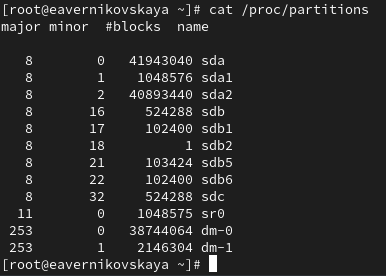 [root@eavernikovskaya ~]# cat /proc/partitions
major minor  #blocks  name

   8        0   41943040 sda
   8        1    1048576 sda1
   8        2   40893440 sda2
   8       16     524288 sdb
   8       17     102400 sdb1
   8       18          1 sdb2
   8       21     103424 sdb5
   8       22     102400 sdb6
   8       32     524288 sdc
  11        0    1048575 sr0
 253        0   38744064 dm-0
 253        1    2146304 dm-1
[root@eavernikovskaya ~]#